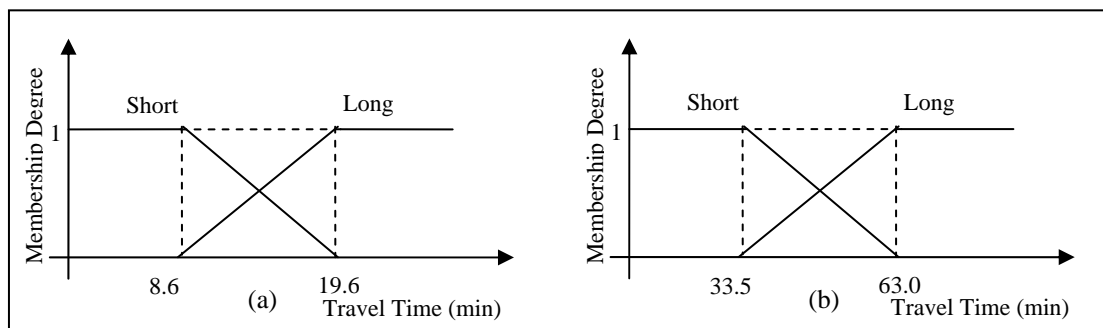 Membership Degree
1
Short
Long
8.6
19.6
(a)
Travel Time (min)
Membership Degree
1
Short
Long
33.5
63.0
(b)
Travel Time (min)